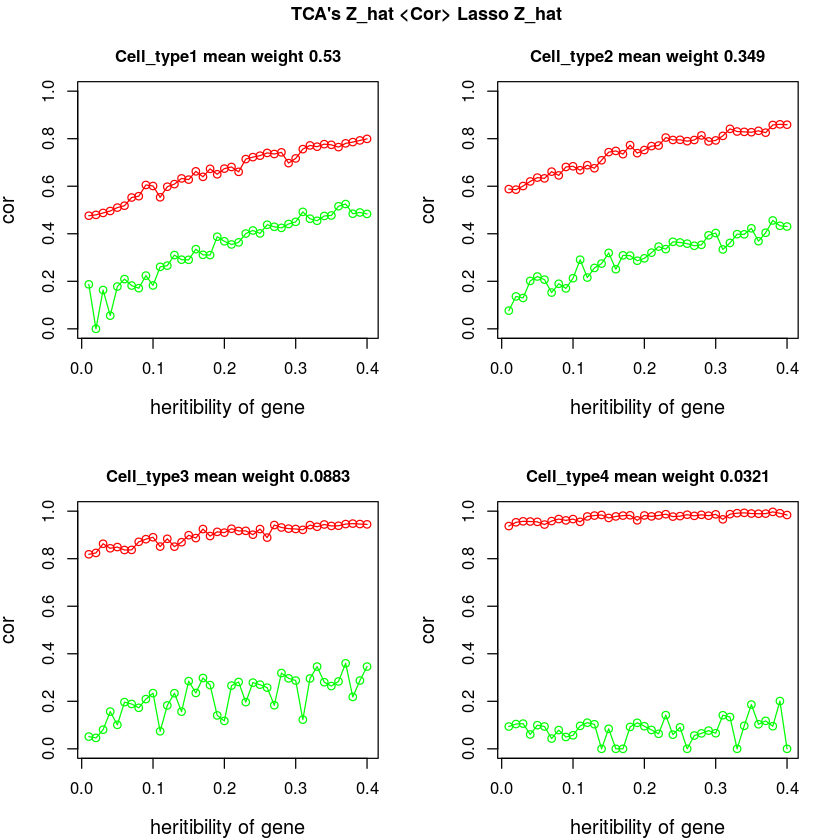 TCA's Z_hat <Cor> Lasso Z_hat
Cell_type1 mean weight 0.53
cor
0.0 0.2 0.4 0.6 0.8 1.0
0.0 0.1 0.2 0.3 0.4
heritibility of gene
Cell_type2 mean weight 0.349
cor
0.0 0.2 0.4 0.6 0.8 1.0
0.0 0.1 0.2 0.3 0.4
heritibility of gene
Cell_type3 mean weight 0.0883
cor
0.0 0.2 0.4 0.6 0.8 1.0
0.0 0.1 0.2 0.3 0.4
heritibility of gene
Cell_type4 mean weight 0.0321
cor
0.0 0.2 0.4 0.6 0.8 1.0
0.0 0.1 0.2 0.3 0.4
heritibility of gene